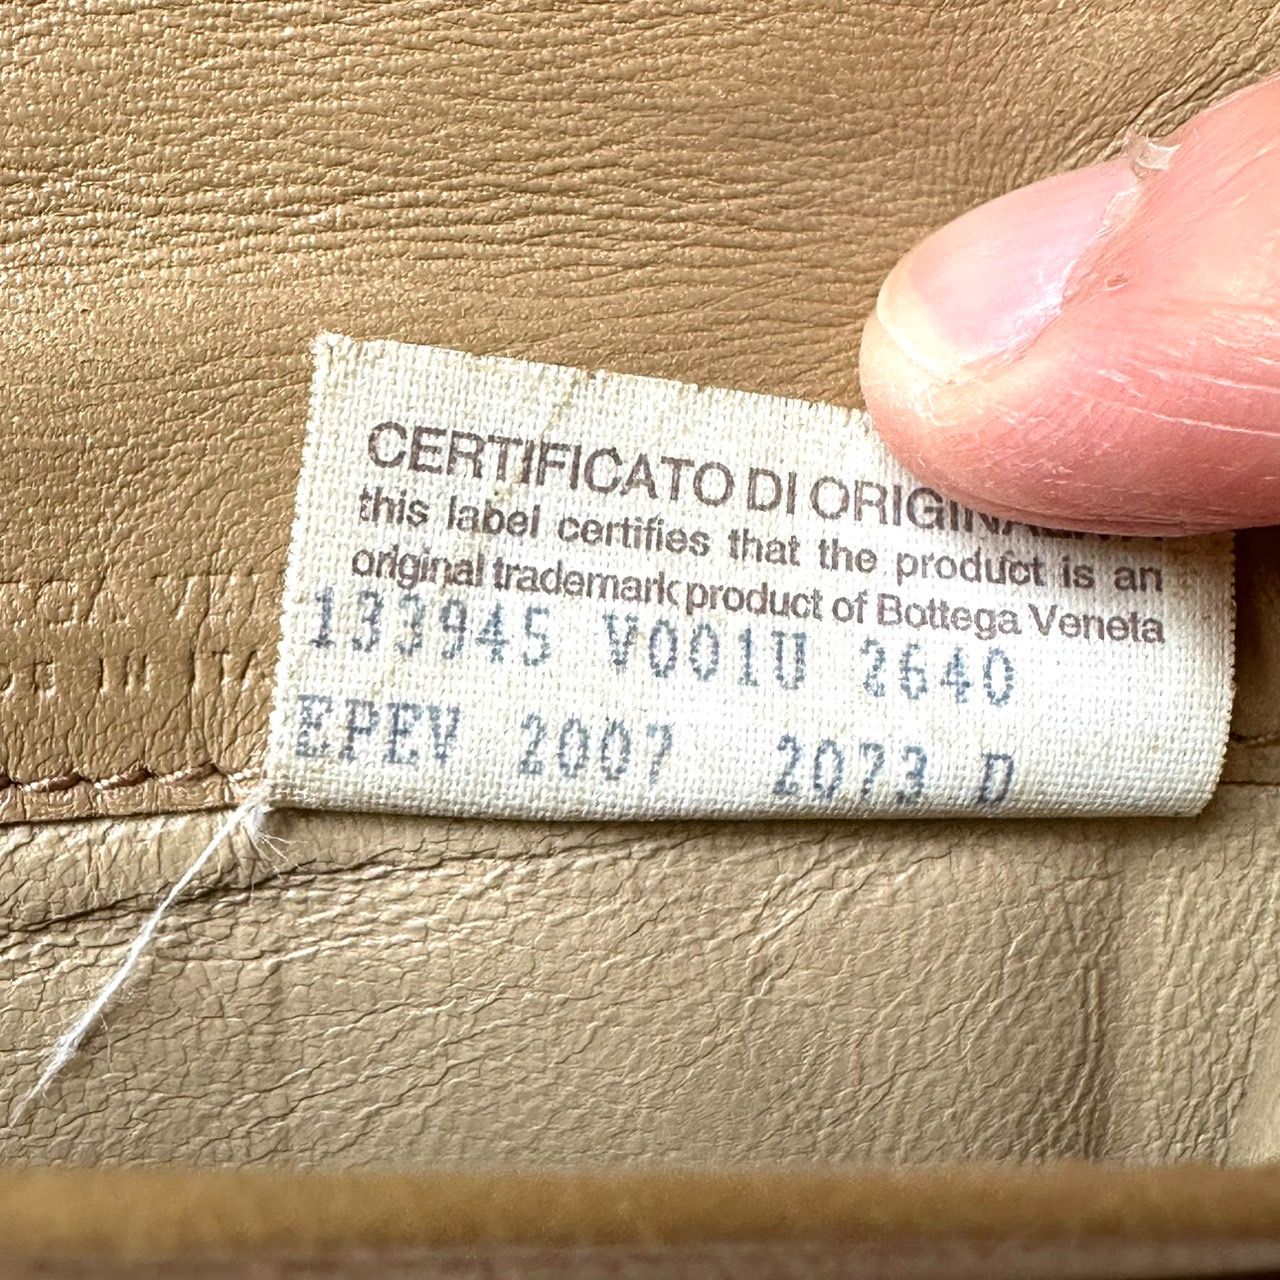 CERTIFICATO DI
this label certifies that the product is an
original trademark product of Bottega Veneta
133945 V001U 2640
EPEV 2007 2073 D